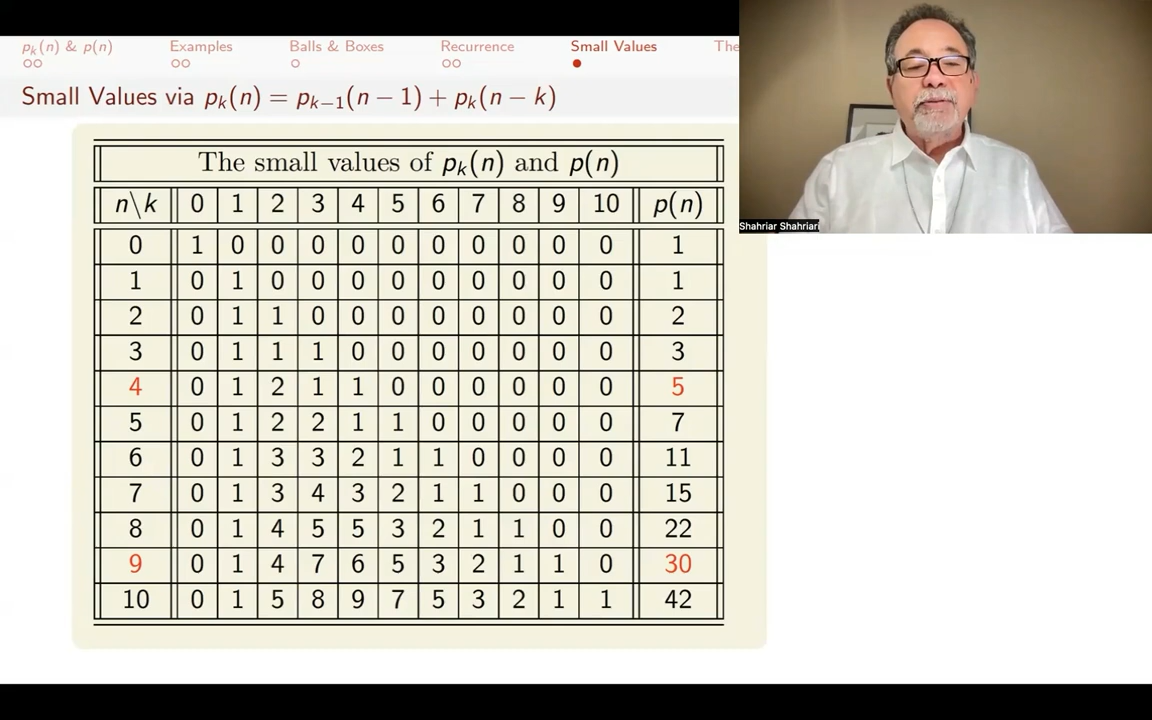 pₖ(n) & p(n) Examples Balls & Boxes Recurrence Small Values The
Small Values via pₖ(n) = pₖ₋₁(n − 1) + pₖ(n − k)
The small values of pₖ(n) and p(n)
n\k 0 1 2 3 4 5 6 7 8 9 10 p(n)
0 1 0 0 0 0 0 0 0 0 0 0 1
1 0 1 0 0 0 0 0 0 0 0 0 1
2 0 1 1 0 0 0 0 0 0 0 0 2
3 0 1 1 1 0 0 0 0 0 0 0 3
4 0 1 2 1 1 0 0 0 0 0 0 5
5 0 1 2 2 1 1 0 0 0 0 0 7
6 0 1 3 3 2 1 1 0 0 0 0 11
7 0 1 3 4 3 2 1 1 0 0 0 15
8 0 1 4 5 5 3 2 1 1 0 0 22
9 0 1 4 7 6 5 3 2 1 1 0 30
10 0 1 5 8 9 7 5 3 2 1 1 42
Shahriar Shahriari